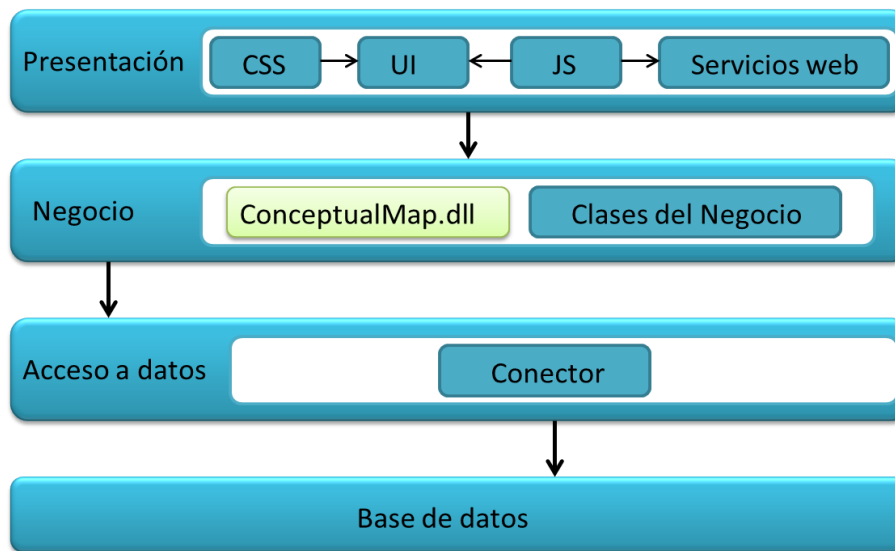 Presentación
CSS
UI
JS
Servicios web
Negocio
ConceptualMap.dll
Clases del Negocio
Acceso a datos
Conector
Base de datos